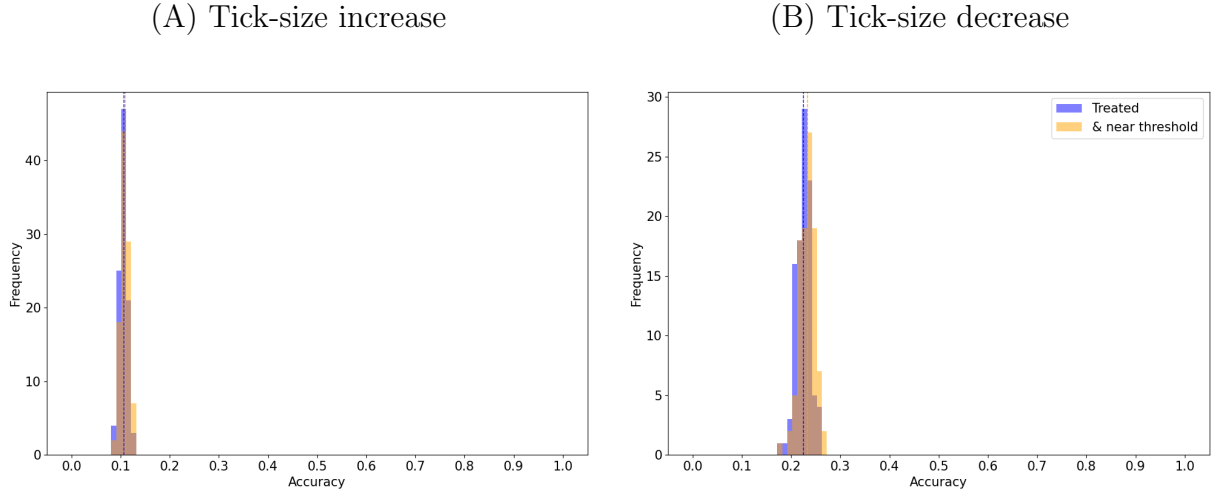 (A) Tick-size increase
(B) Tick-size decrease
Frequency
40
30
20
10
0
0.0 0.1 0.2 0.3 0.4 0.5 0.6 0.7 0.8 0.9 1.0
Accuracy
Frequency
30
25
20
15
10
5
0
0.0 0.1 0.2 0.3 0.4 0.5 0.6 0.7 0.8 0.9 1.0
Accuracy
Treated
& near threshold